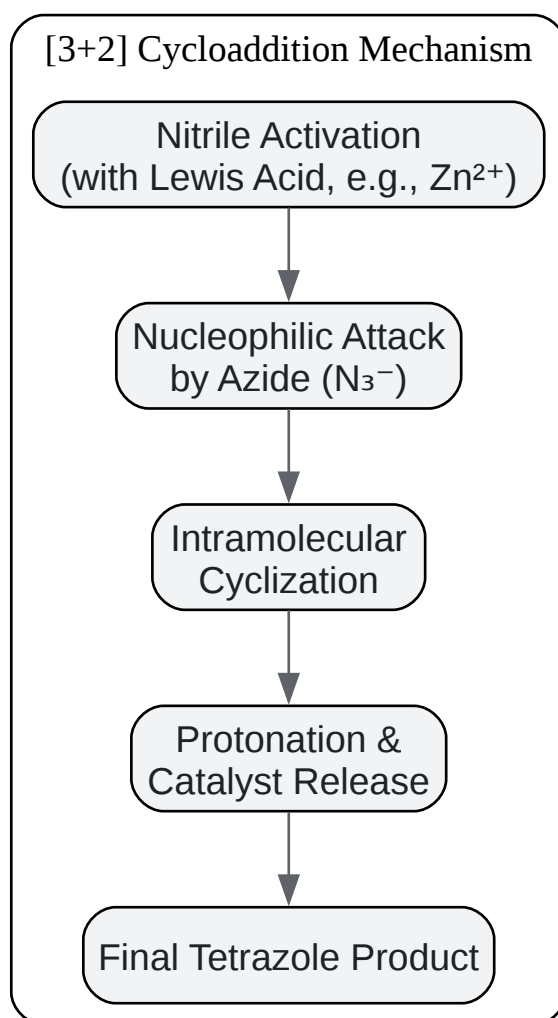 [3+2] Cycloaddition Mechanism
Nitrile Activation
(with Lewis Acid, e.g., Zn²⁺)
Nucleophilic Attack
by Azide (N₃⁻)
Intramolecular
Cyclization
Protonation &
Catalyst Release
Final Tetrazole Product